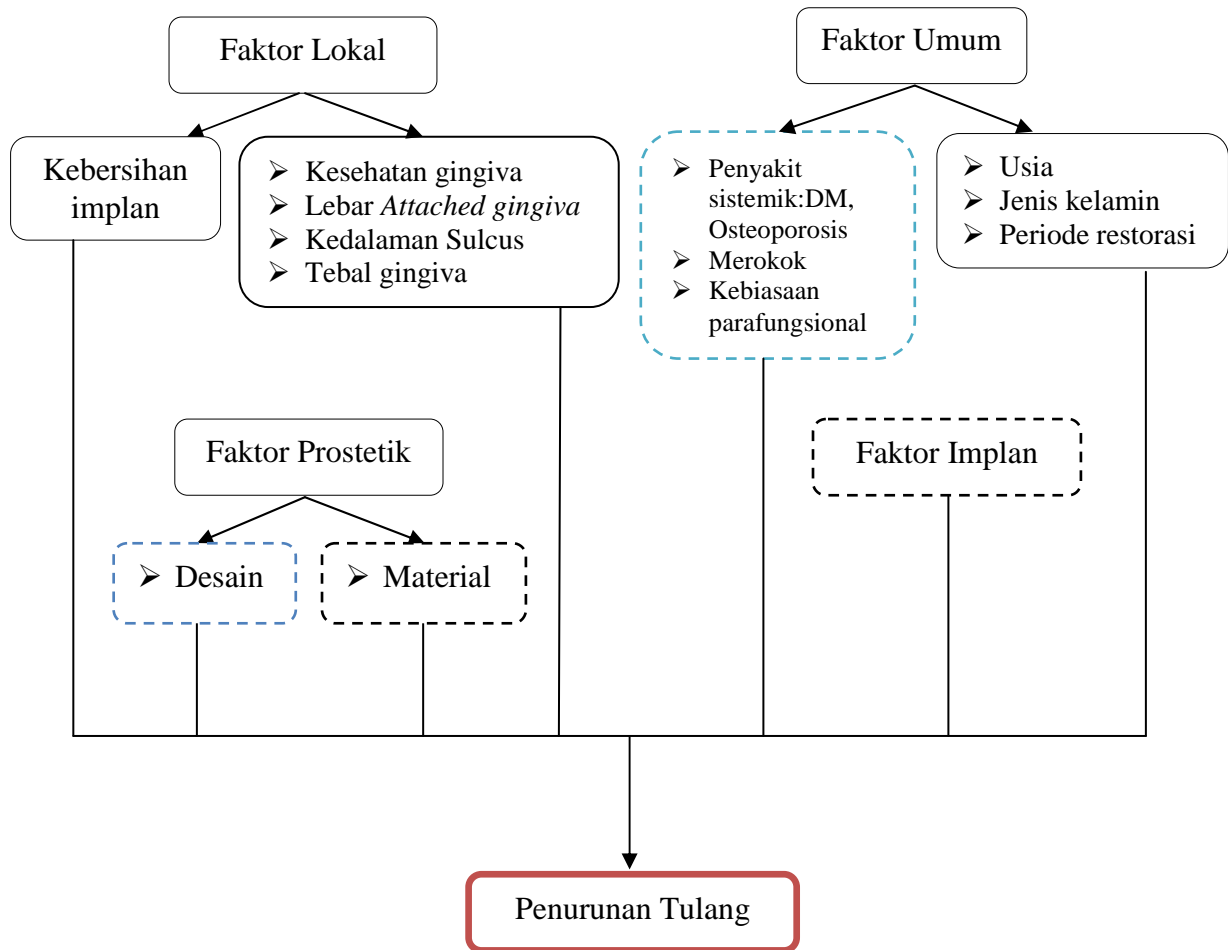 Faktor Lokal
Faktor Umum
Kebersihan
implan
➢ Kesehatan gingiva
➢ Lebar Attached gingiva
➢ Kedalaman Sulcus
➢ Tebal gingiva
➢ Penyakit
sistemik:DM,
Osteoporosis
➢ Merokok
➢ Kebiasaan
parafungsional
➢ Usia
➢ Jenis kelamin
➢ Periode restorasi
Faktor Prostetik
Faktor Implan
➢ Desain
➢ Material
Penurunan Tulang